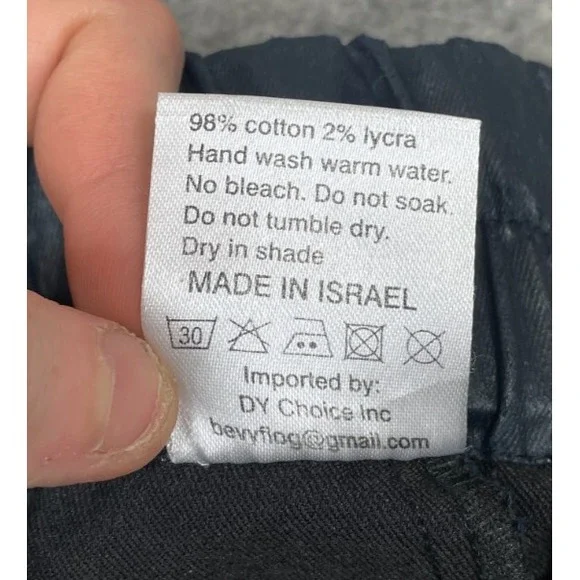 98% cotton 2% lycra
Hand wash warm water.
No bleach. Do not soak.
Do not tumble dry.
Dry in shade
MADE IN ISRAEL
30
Imported by:
DY Choice Inc
bevyflog@gmail.com